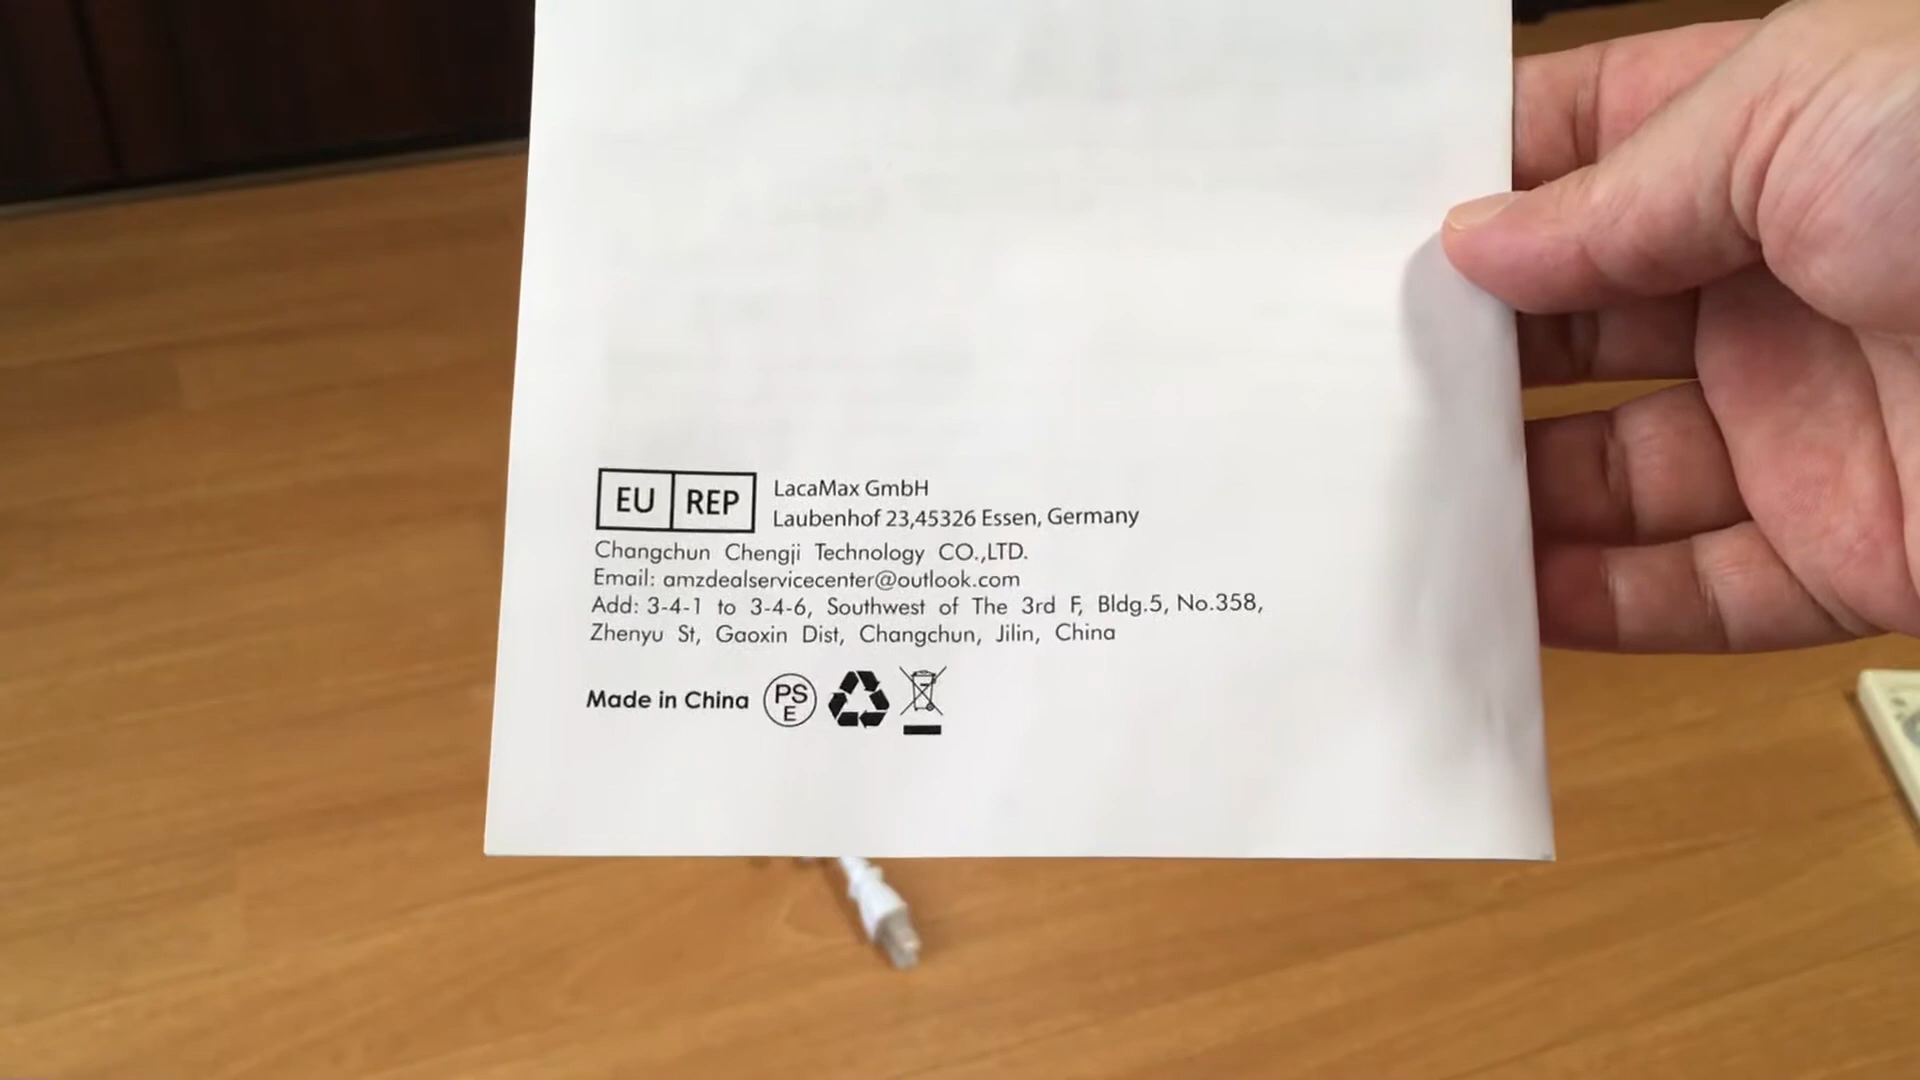 EU REP LacaMax GmbH
Laubenhof 23,45326 Essen, Germany
Changchun Chengji Technology CO.,LTD.
Email: amzdealservicecenter@outlook.com
Add: 3-4-1 to 3-4-6, Southwest of The 3rd F, Bldg.5, No.358,
Zhenyu St, Gaoxin Dist, Changchun, Jilin, China
Made in China PS E